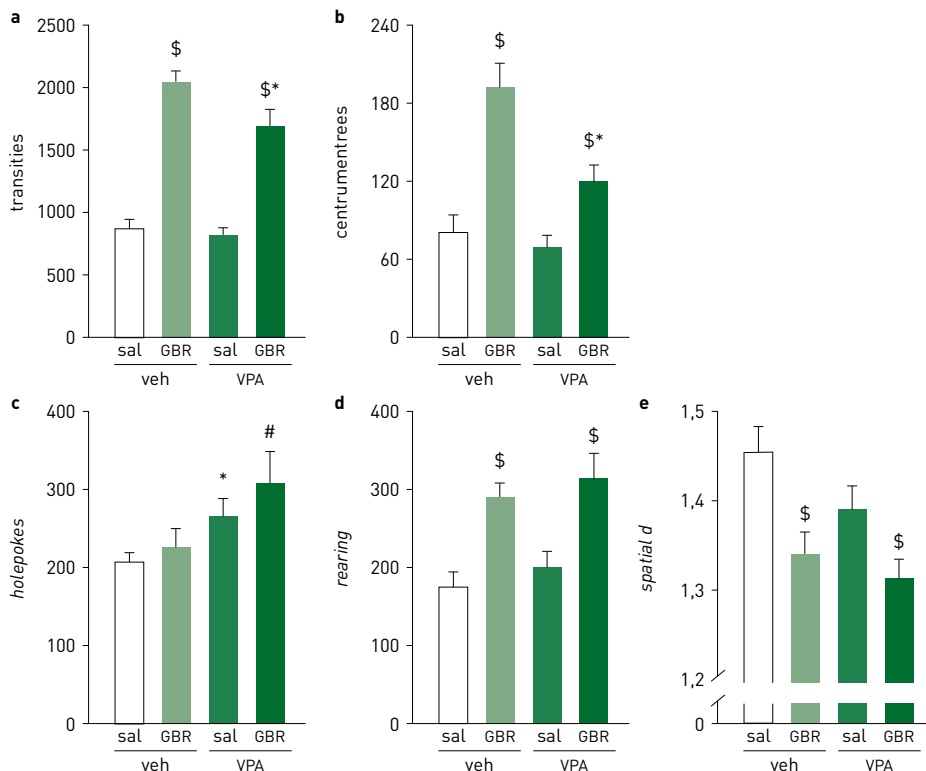 a
transities
2500
2000
1500
1000
500
0
$
$*
sal
GBR
sal
GBR
veh
VPA
b
centrumentrees
240
180
120
60
0
$
$*
sal
GBR
sal
GBR
veh
VPA
c
holepokes
400
300
200
100
0
*
#
sal
GBR
sal
GBR
veh
VPA
d
rearing
400
300
200
100
0
$
$
sal
GBR
sal
GBR
veh
VPA
e
spatial d
1,5
1,4
1,3
1,2
0
$
$
sal
GBR
sal
GBR
veh
VPA